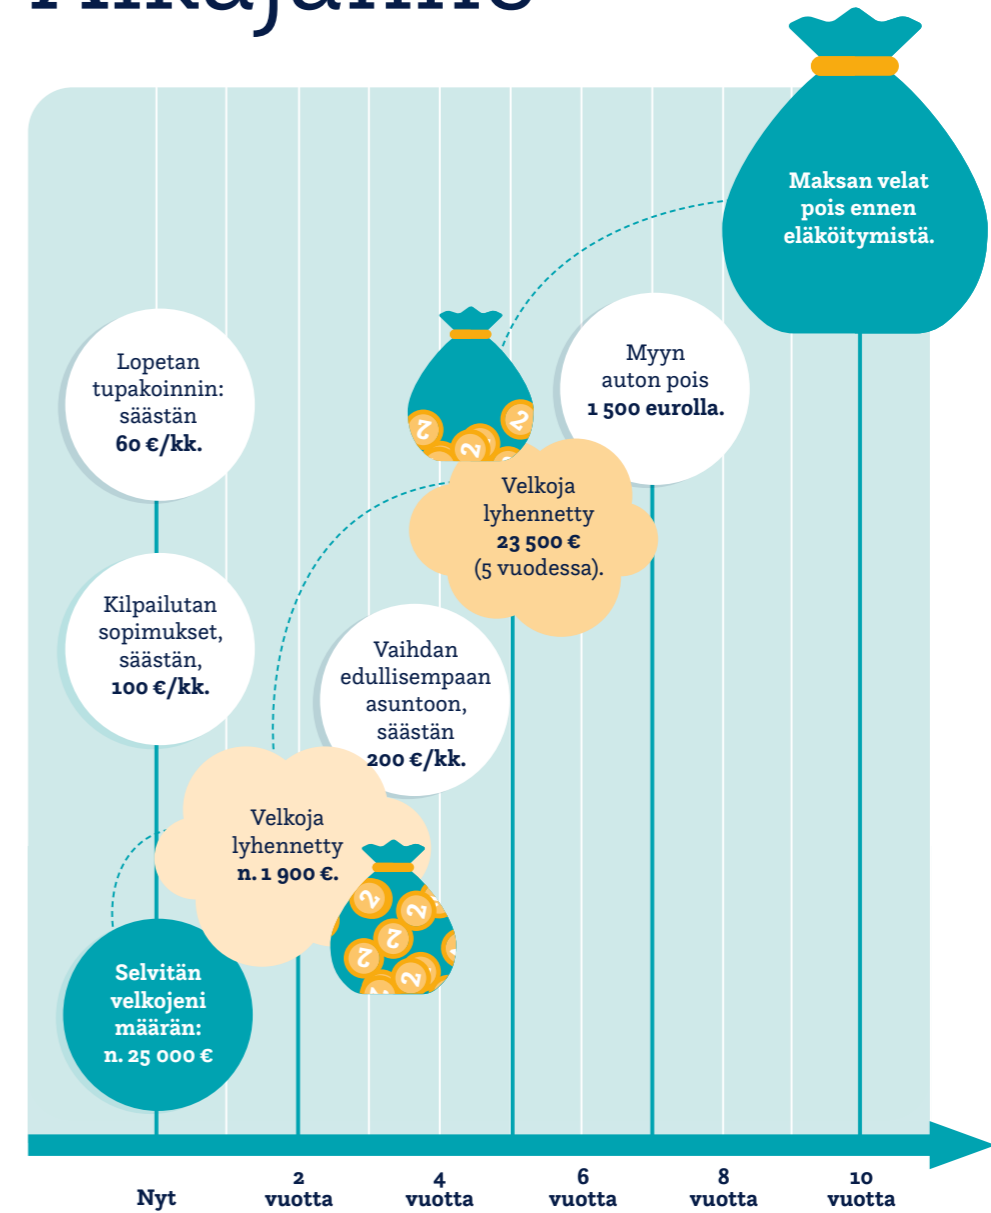 Aikajänne
Maksan velat
pois ennen
eläköitymistä.
Lopetan
tupakoinnin:
säästän
60 €/kk.
Myyn
auton pois
1 500 eurolla.
Velkoja
lyhennetty
23 500 €
(5 vuodessa).
Kilpailutan
sopimukset,
säästän,
100 €/kk.
Vaihdan
edullisempaan
asuntoon,
säästän
200 €/kk.
Velkoja
lyhennetty
n. 1 900 €.
Selvitän
velkojeni
määrän:
n. 25 000 €
Nyt
2
vuotta
4
vuotta
6
vuotta
8
vuotta
10
vuotta